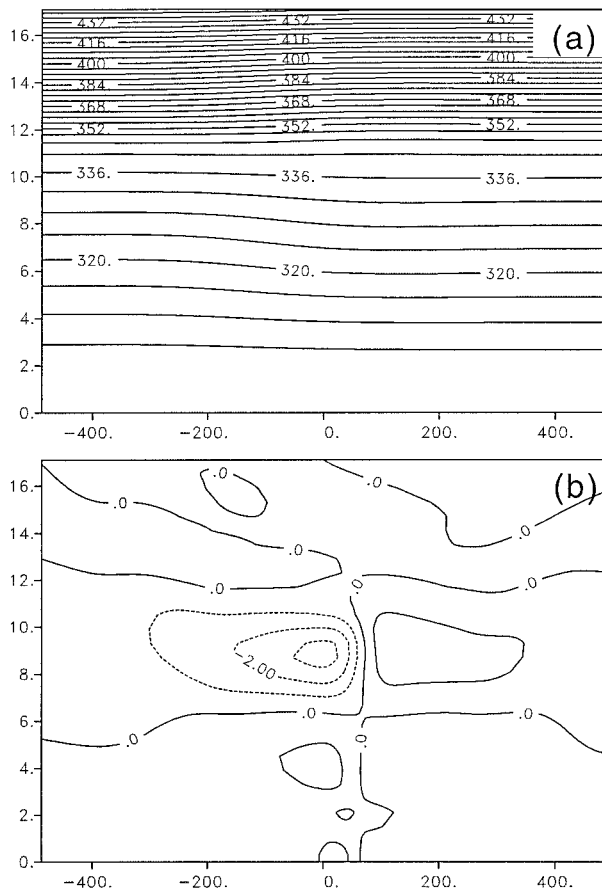 (a)
16.
14.
12.
10.
8.
6.
4.
2.
0.
432. 432. 432.
416. 416. 416.
400. 400. 400.
384. 384. 384.
368. 368. 368.
352. 352. 352.
336. 336. 336.
320. 320. 320.
-400. -200. 0. 200. 400.
(b)
16.
14.
12.
10.
8.
6.
4.
2.
0.
.0 .0
.0
.0
.0 .0 .0
.0
-2.00
.0 .0 .0
.0
-400. -200. 0. 200. 400.